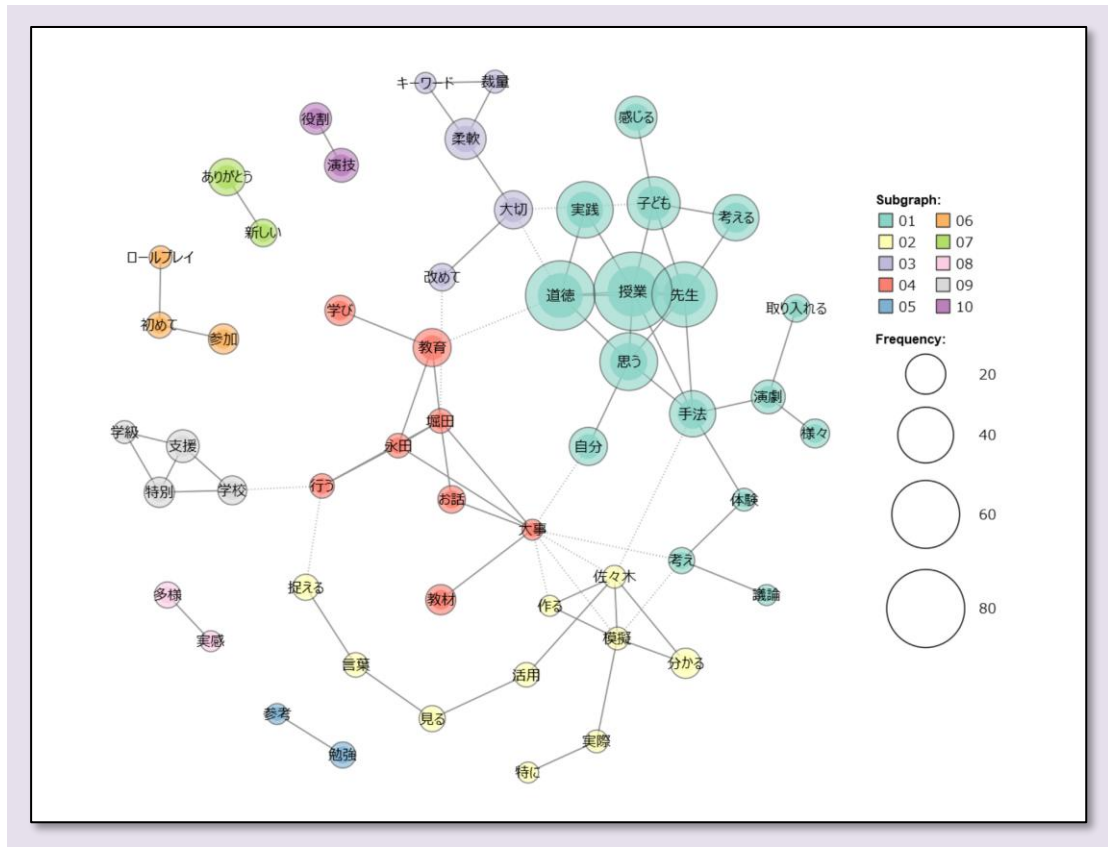 キーワード
裁量
役割
柔軟
感じる
演技
ありがとう
大切
実践
子ども
考える
新しい
ロールプレイ
改めて
道徳
授業
先生
学び
取り入れる
初めて
参加
教育
思う
堀田
手法
演劇
様々
学級
支援
永田
自分
特別
学校
行う
お話
体験
大事
考え
捉える
佐々木
多様
教材
作る
議論
実感
模擬
言葉
活用
分かる
参考
見る
勉強
実際
特に
Subgraph:
01 06
02 07
03 08
04 09
05 10
Frequency:
20
40
60
80